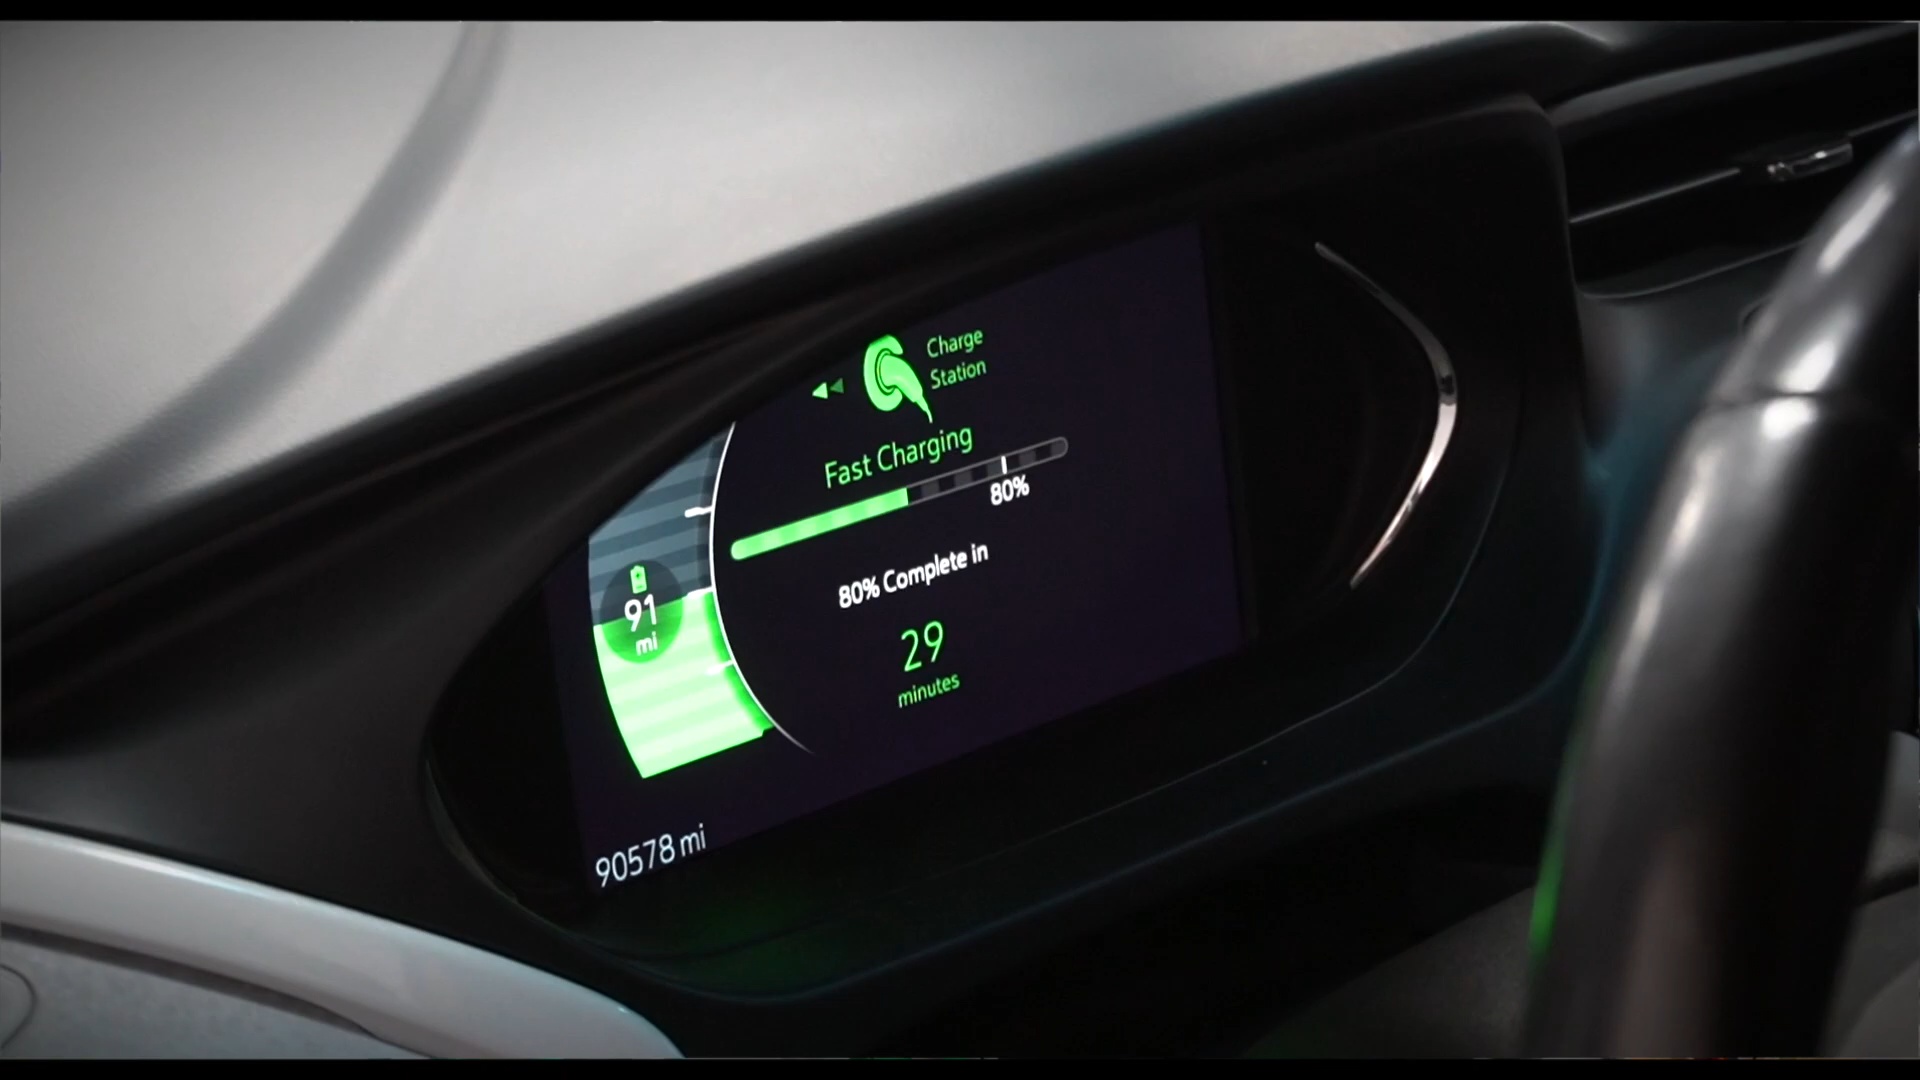 Charge
Station
Fast Charging
80%
80% Complete in
29
minutes
91
mi
90578 mi